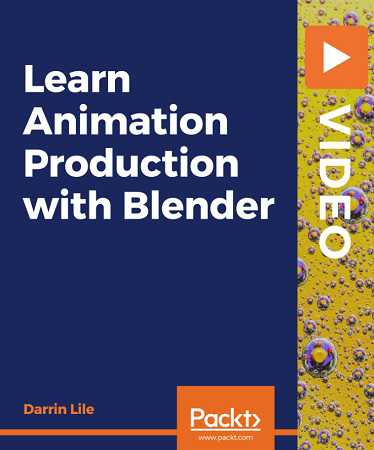 Learn
Animation
Production
with Blender
VIDEO
Darrin Lile
Packt>
www.packt.com